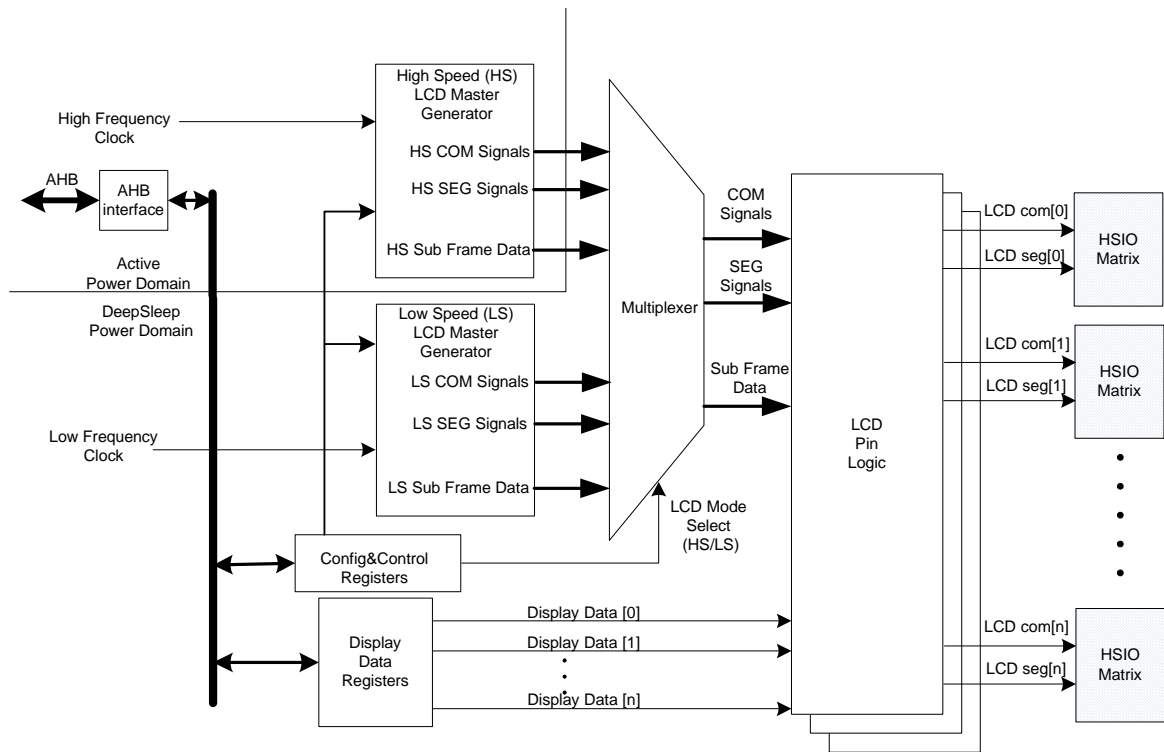 High Speed (HS)
LCD Master
Generator
High Frequency
Clock
HS COM Signals
HS SEG Signals
HS Sub Frame Data
AHB
AHB
interface
Active
Power Domain
DeepSleep
Power Domain
Low Speed (LS)
LCD Master
Generator
LS COM Signals
LS SEG Signals
LS Sub Frame Data
Low Frequency
Clock
Multiplexer
COM
Signals
SEG
Signals
Sub Frame
Data
LCD Mode
Select
(HS/LS)
Config&Control
Registers
Display
Data
Registers
Display Data [0]
Display Data [1]
Display Data [n]
LCD
Pin
Logic
LCD com[0]
LCD seg[0]
HSIO
Matrix
LCD com[1]
LCD seg[1]
HSIO
Matrix
LCD com[n]
LCD seg[n]
HSIO
Matrix